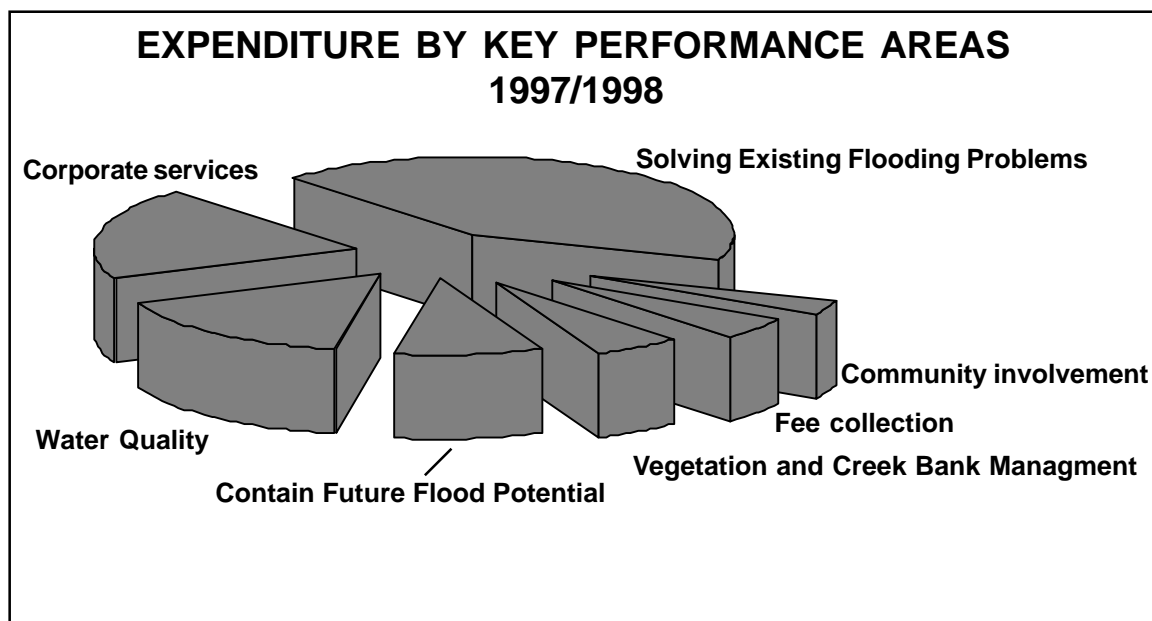 EXPENDITURE BY KEY PERFORMANCE AREAS
1997/1998
Corporate services
Solving Existing Flooding Problems
Community involvement
Fee collection
Water Quality
Vegetation and Creek Bank Managment
Contain Future Flood Potential